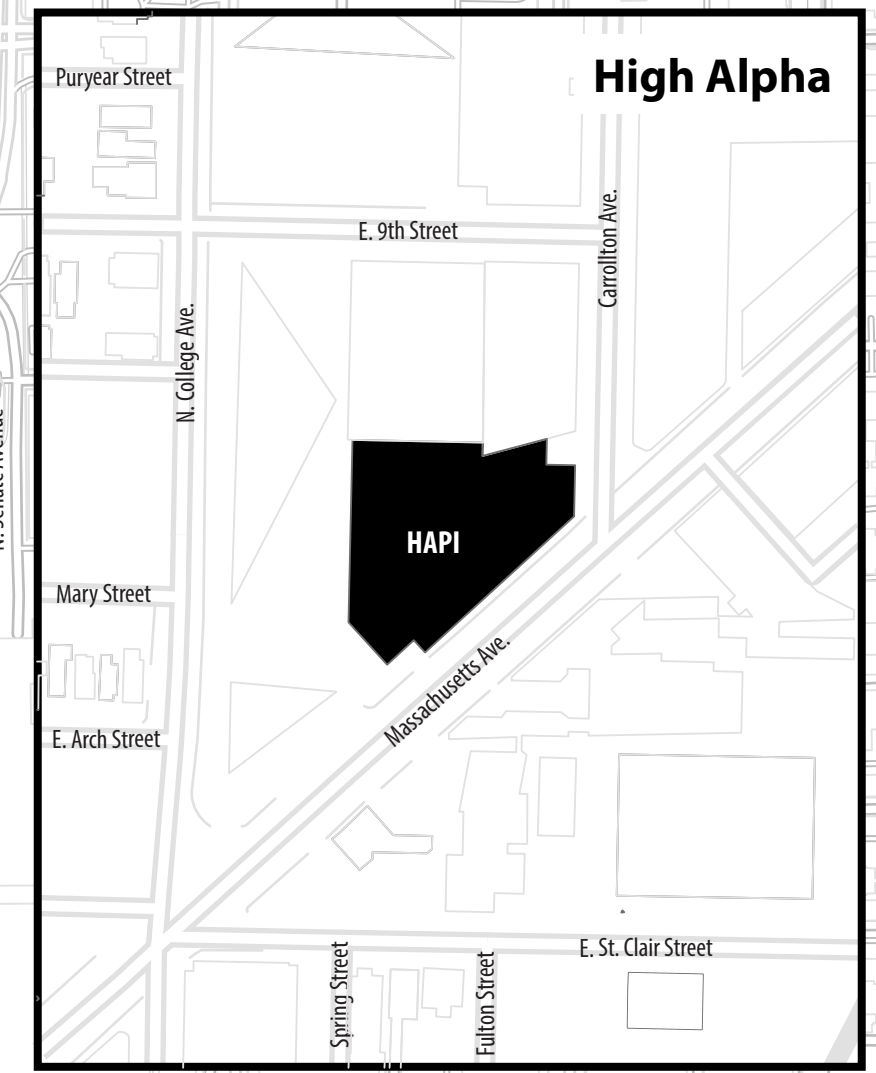 High Alpha
Puryear Street
E. 9th Street
Carrollton Ave.
N. College Ave.
HAPI
Mary Street
Massachusetts Ave.
E. Arch Street
E. St. Clair Street
Spring Street
Fulton Street